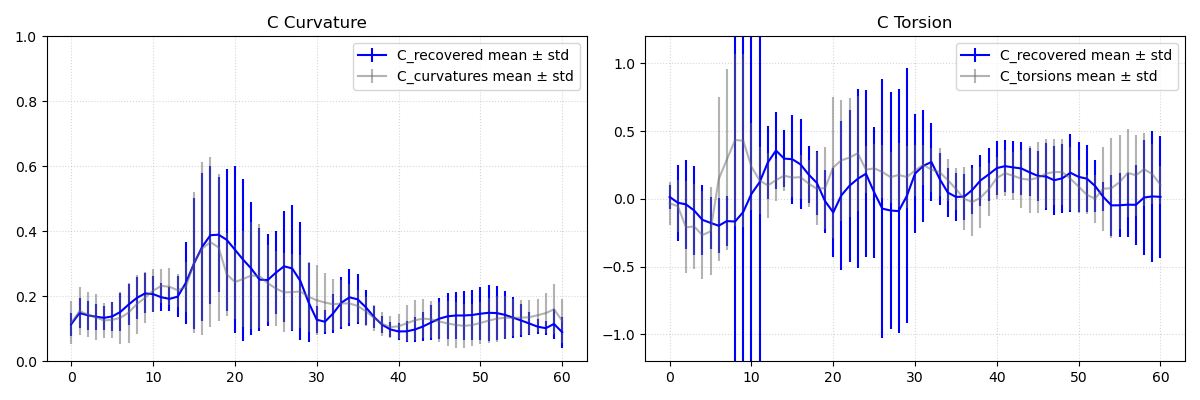 C Curvature
C_recovered mean ± std
C_curvatures mean ± std
1.0
0.8
0.6
0.4
0.2
0.0
0 10 20 30 40 50 60
C Torsion
C_recovered mean ± std
C_torsions mean ± std
1.0
0.5
0.0
−0.5
−1.0
0 10 20 30 40 50 60